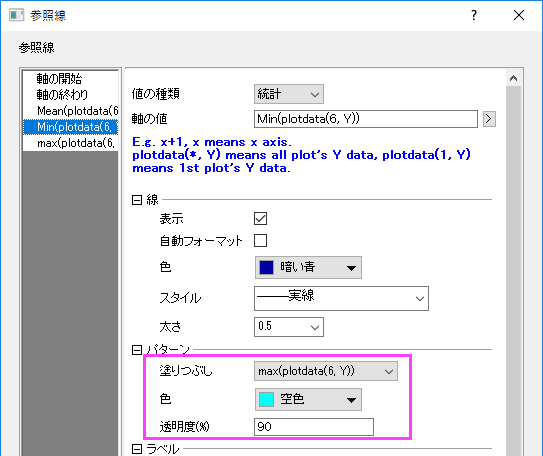 参照線
?
参照線
軸の開始
軸の終わり
Mean(plotdata(6
Min(plotdata(6,
max(plotdata(6,
値の種類 統計
軸の値 Min(plotdata(6, Y))
E.g. x+1, x means x axis.
plotdata(*, Y) means all plot's Y data, plotdata(1, Y)
means 1st plot's Y data.
線
表示
自動フォーマット
色 暗い青
スタイル 実線
太さ 0.5
パターン
塗りつぶし max(plotdata(6, Y))
色 空色
透明度(%) 90
ラベル